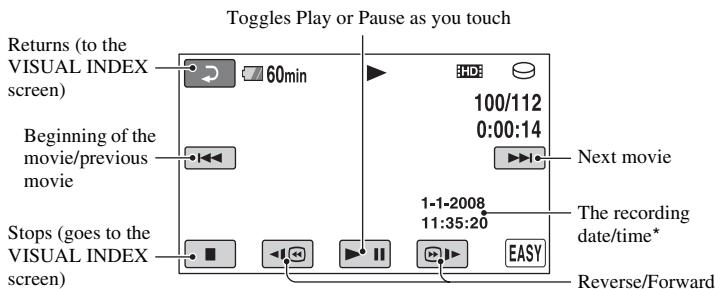 Toggles Play or Pause as you touch
Returns (to the
VISUAL INDEX
screen)
60min
HD
100/112
0:00:14
Beginning of the
movie/previous
movie
Next movie
1-1-2008
11:35:20
The recording
date/time*
Stops (goes to the
VISUAL INDEX
screen)
EASY
Reverse/Forward